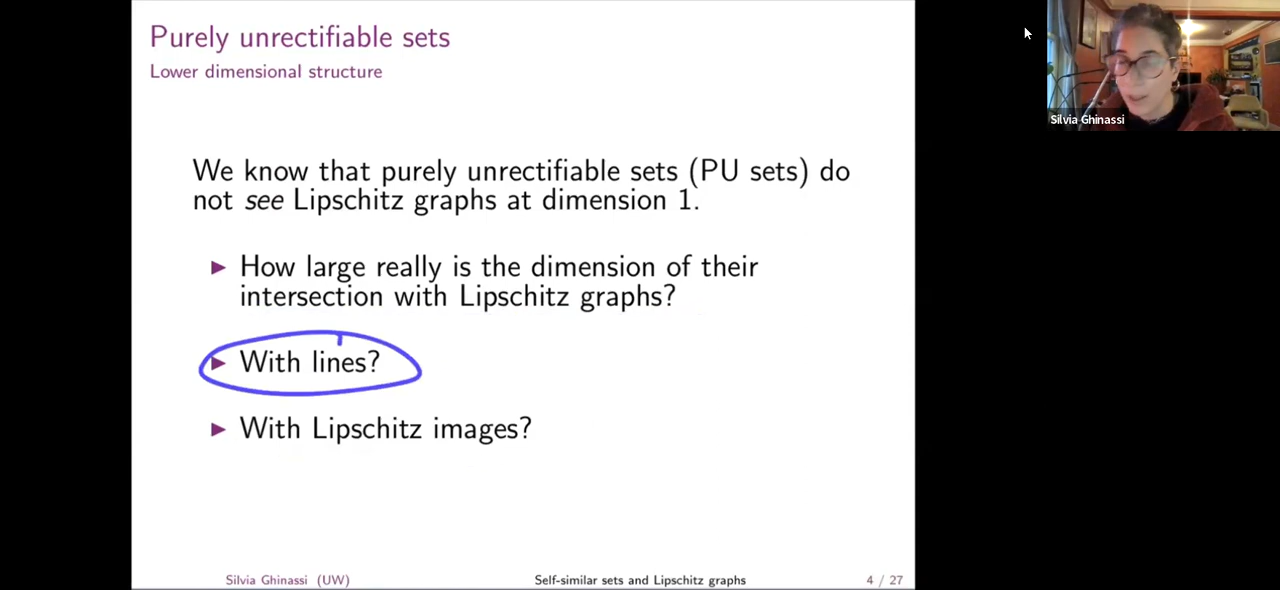 Purely unrectifiable sets
Lower dimensional structure
We know that purely unrectifiable sets (PU sets) do
not see Lipschitz graphs at dimension 1.
▶ How large really is the dimension of their
intersection with Lipschitz graphs?
▶ With lines?
▶ With Lipschitz images?
Silvia Ghinassi (UW)
Self-similar sets and Lipschitz graphs
4 / 27
Silvia Ghinassi